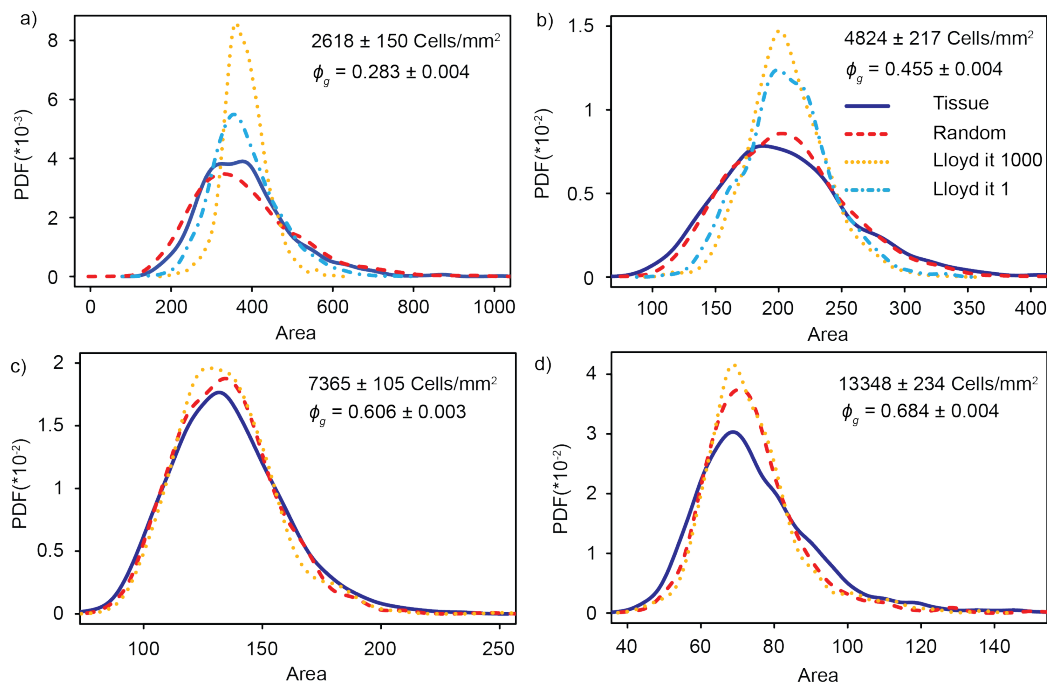 a)
2618 ± 150 Cells/mm²
ϕg = 0.283 ± 0.004
PDF(*10⁻³)
8
6
4
2
0
0 200 400 600 800 1000
Area
b)
4824 ± 217 Cells/mm²
ϕg = 0.455 ± 0.004
Tissue
Random
Lloyd it 1000
Lloyd it 1
PDF(*10⁻²)
1.5
1
0.5
0
100 150 200 250 300 350 400
Area
c)
7365 ± 105 Cells/mm²
ϕg = 0.606 ± 0.003
PDF(*10⁻²)
2
1.5
1
0.5
0
100 150 200 250
Area
d)
13348 ± 234 Cells/mm²
ϕg = 0.684 ± 0.004
PDF(*10⁻²)
4
3
2
1
0
40 60 80 100 120 140
Area